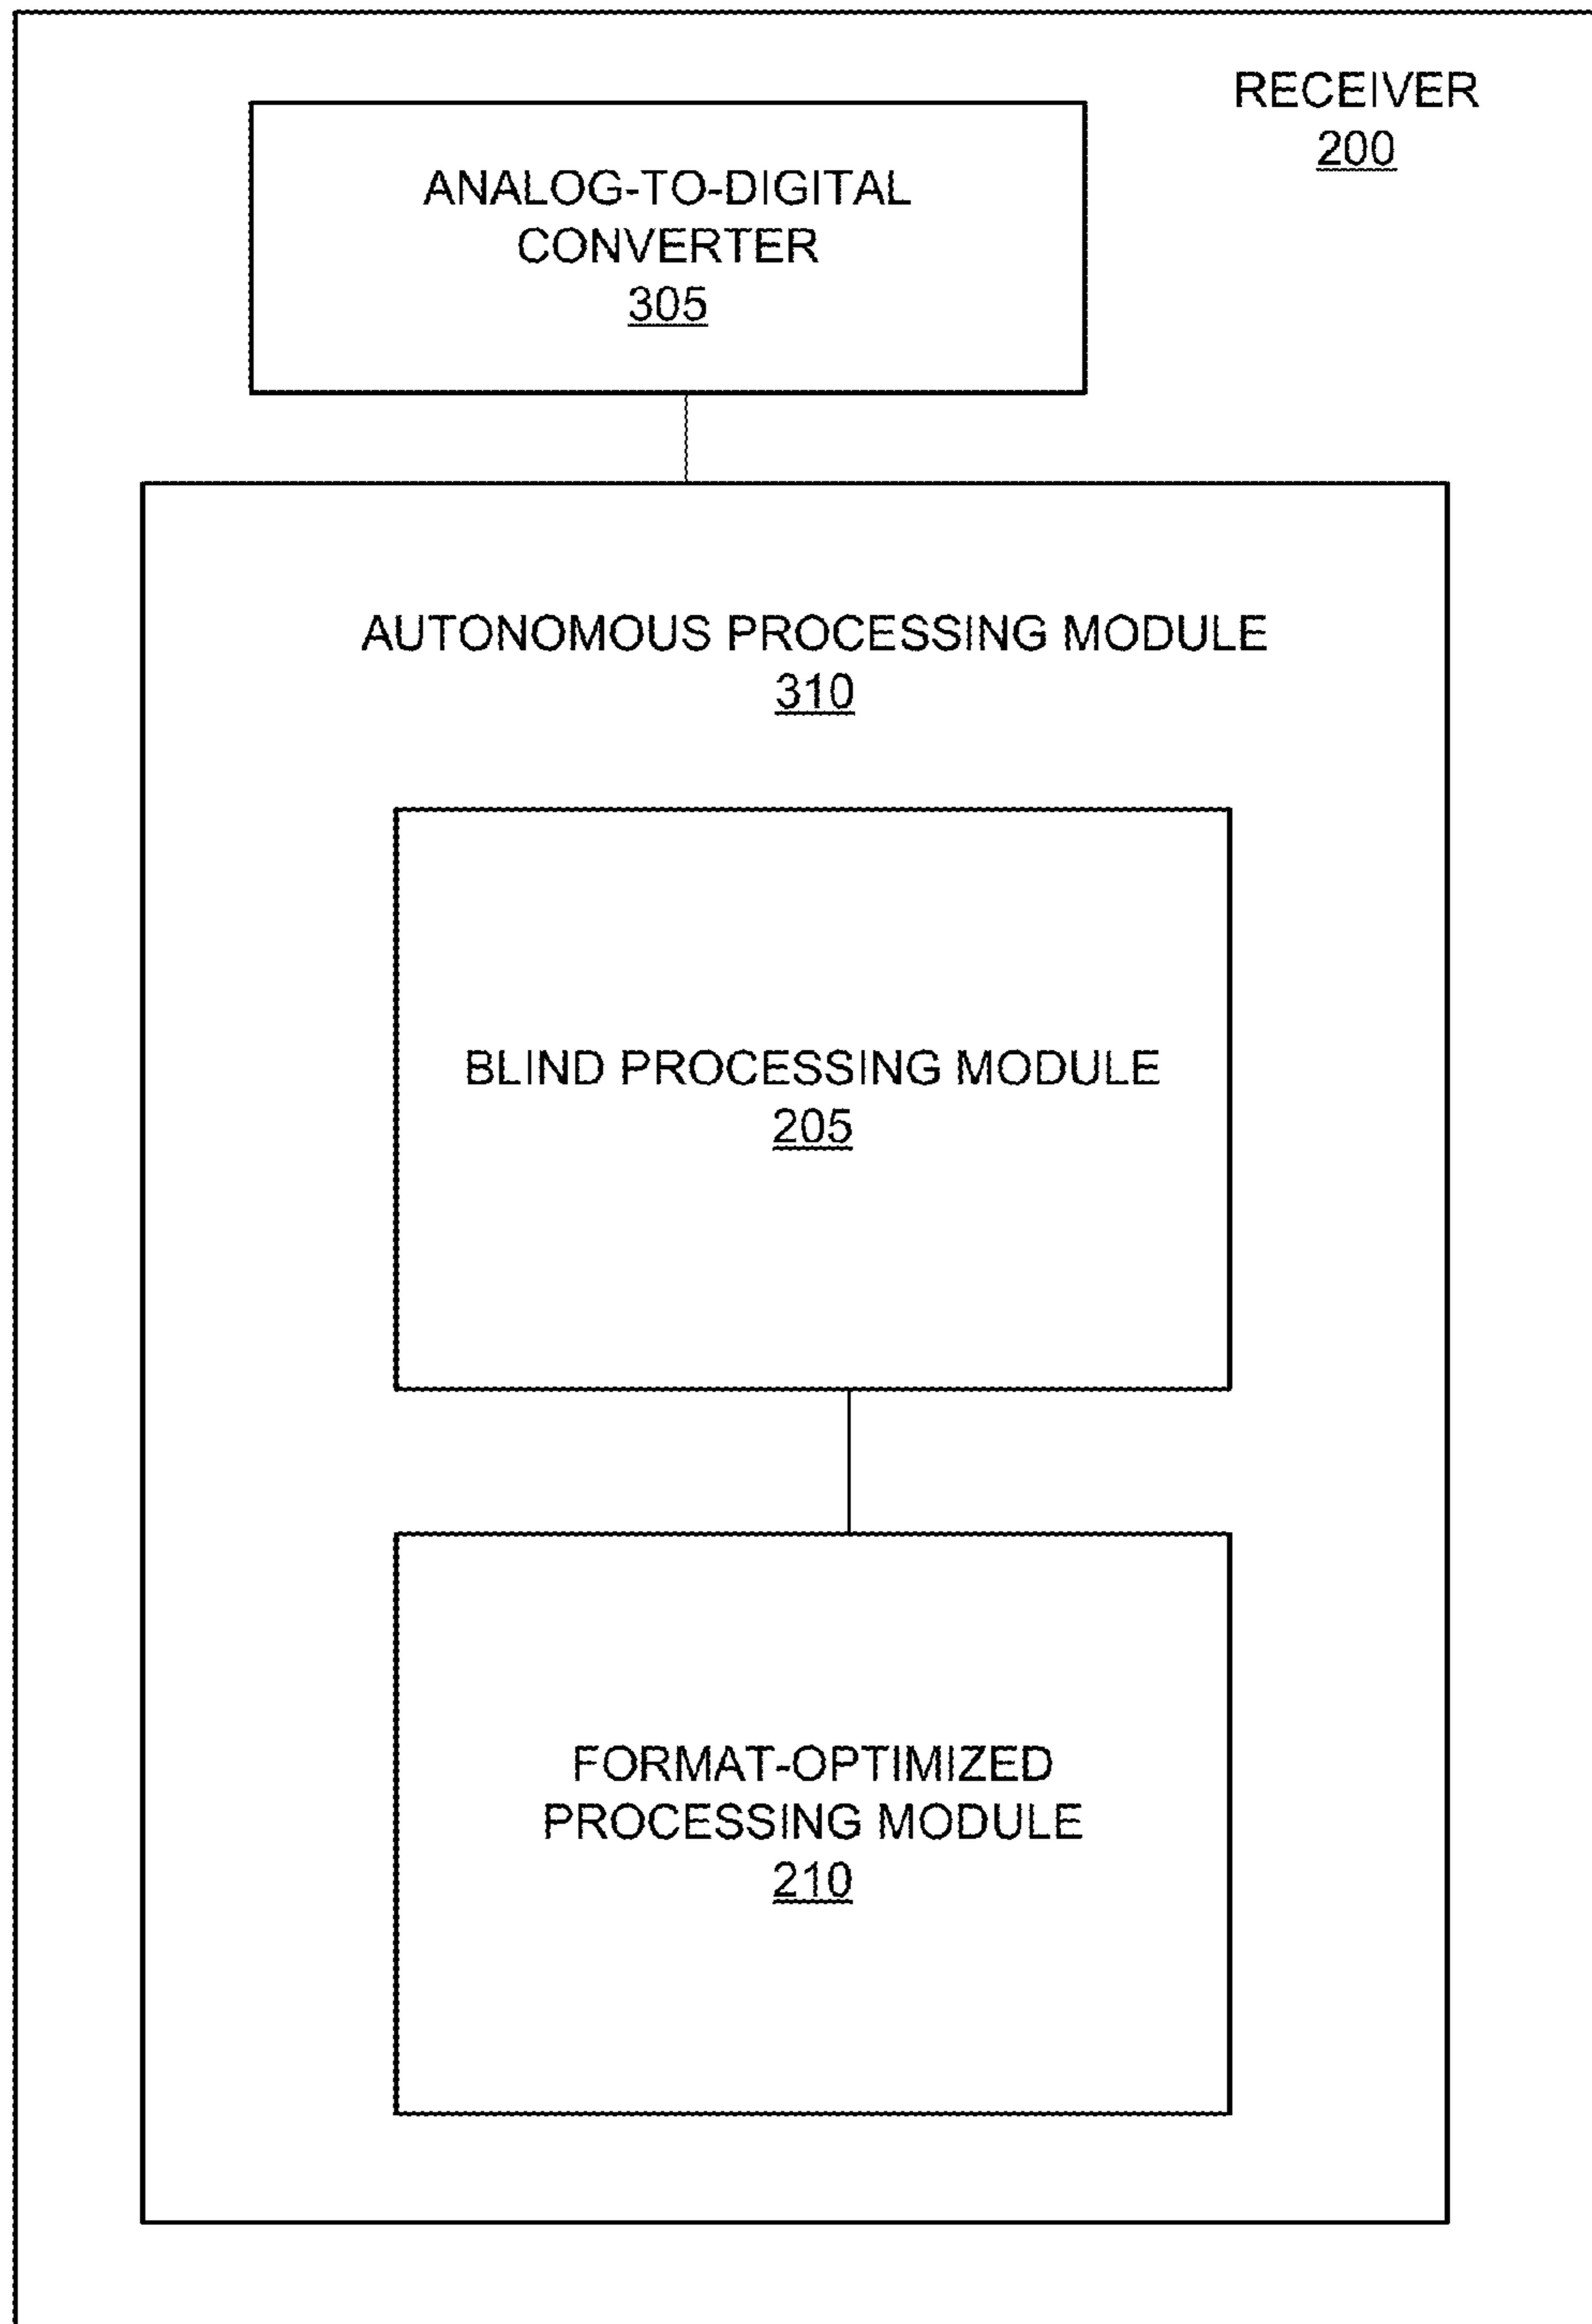 RECEIVER
200
ANALOG-TO-DIGITAL
CONVERTER
305
AUTONOMOUS PROCESSING MODULE
310
BLIND PROCESSING MODULE
205
FORMAT-OPTIMIZED
PROCESSING MODULE
210